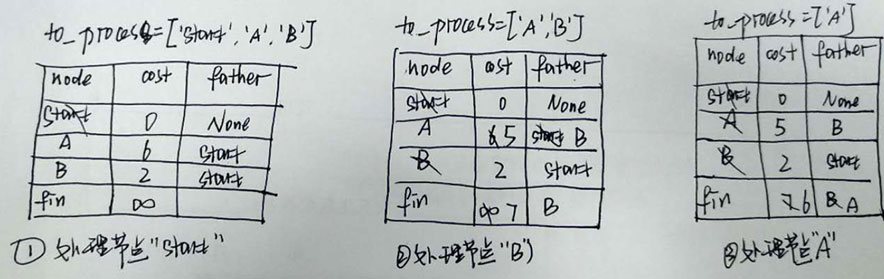 to_process=['Start','A','B']
node cost father
Start 0 None
A 6 start
B 2 start
fin ∞
① 处理节点"Start"
to_process=['A','B']
node cost father
start 0 None
A 6 5 start B
B 2 start
fin ∞ 7 B
②处理节点"B")
to_process=['A']
node cost father
start 0 None
A 5 B
B 2 start
fin 7 6 B A
③处理节点"A"